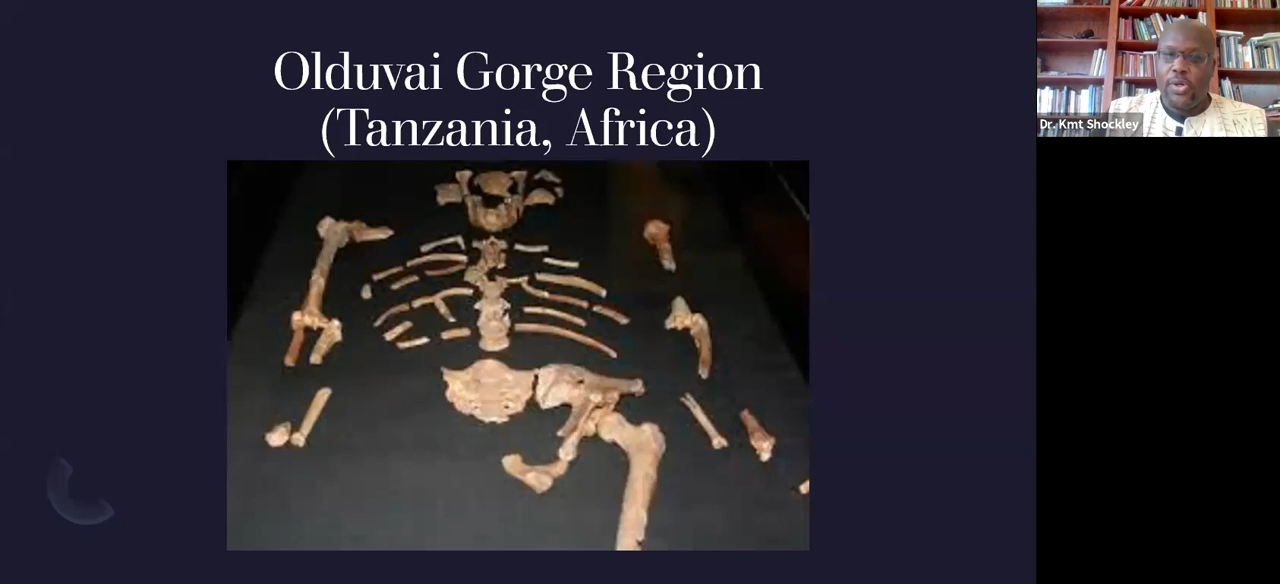 Olduvai Gorge Region
(Tanzania, Africa)
Dr. Kmt Shockley